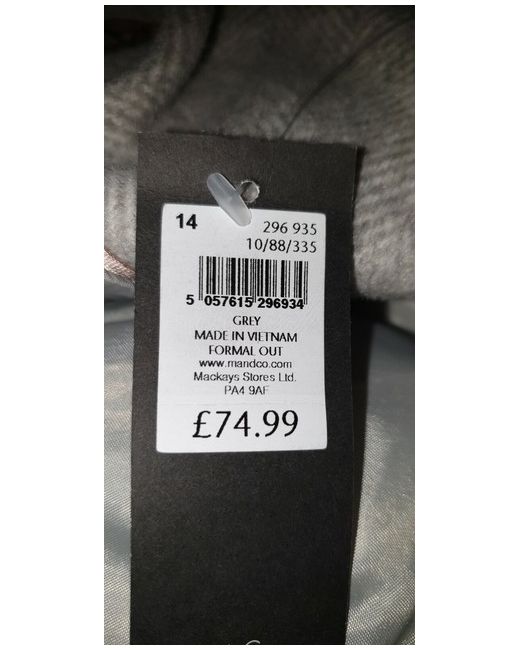 14 296 935
10/88/335
5 057615 296934
GREY
MADE IN VIETNAM
FORMAL OUT
www.mandco.com
Mackays Stores Ltd.
PA4 9AF
£74.99